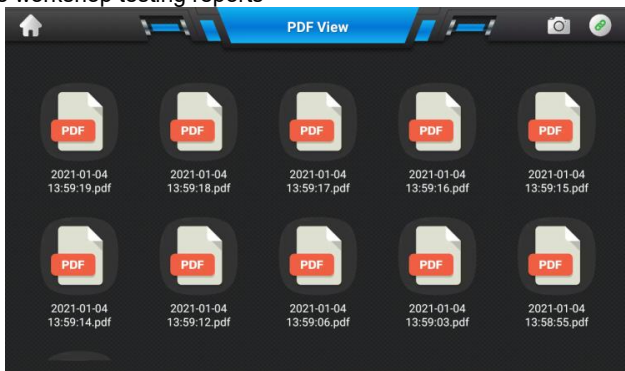 workshop testing reports
PDF View
PDF PDF PDF PDF PDF
2021-01-04 2021-01-04 2021-01-04 2021-01-04 2021-01-04
13:59:19.pdf 13:59:18.pdf 13:59:17.pdf 13:59:16.pdf 13:59:15.pdf
PDF PDF PDF PDF PDF
2021-01-04 2021-01-04 2021-01-04 2021-01-04 2021-01-04
13:59:14.pdf 13:59:12.pdf 13:59:06.pdf 13:59:03.pdf 13:58:55.pdf